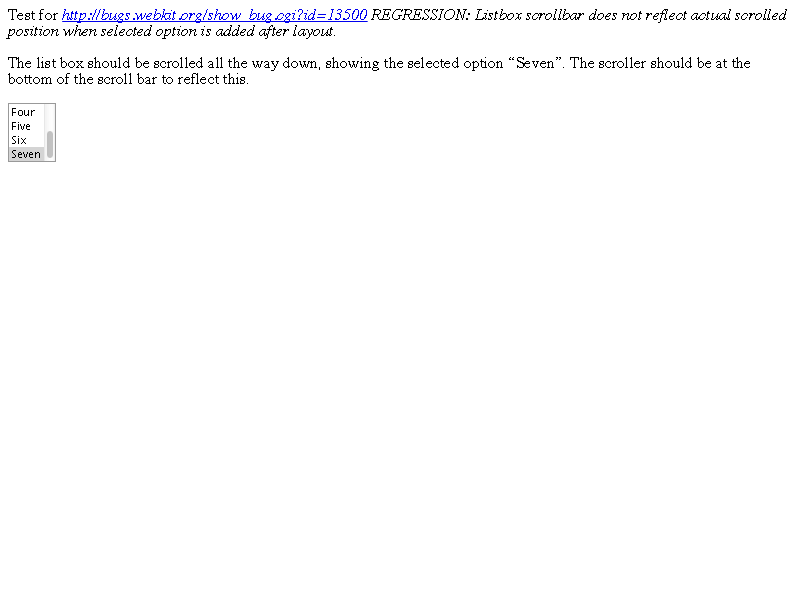 Test for http://bugs.webkit.org/show_bug.cgi?id=13500 REGRESSION: Listbox scrollbar does not reflect actual scrolled
position when selected option is added after layout.
The list box should be scrolled all the way down, showing the selected option “Seven”. The scroller should be at the
bottom of the scroll bar to reflect this.
Four
Five
Six
Seven